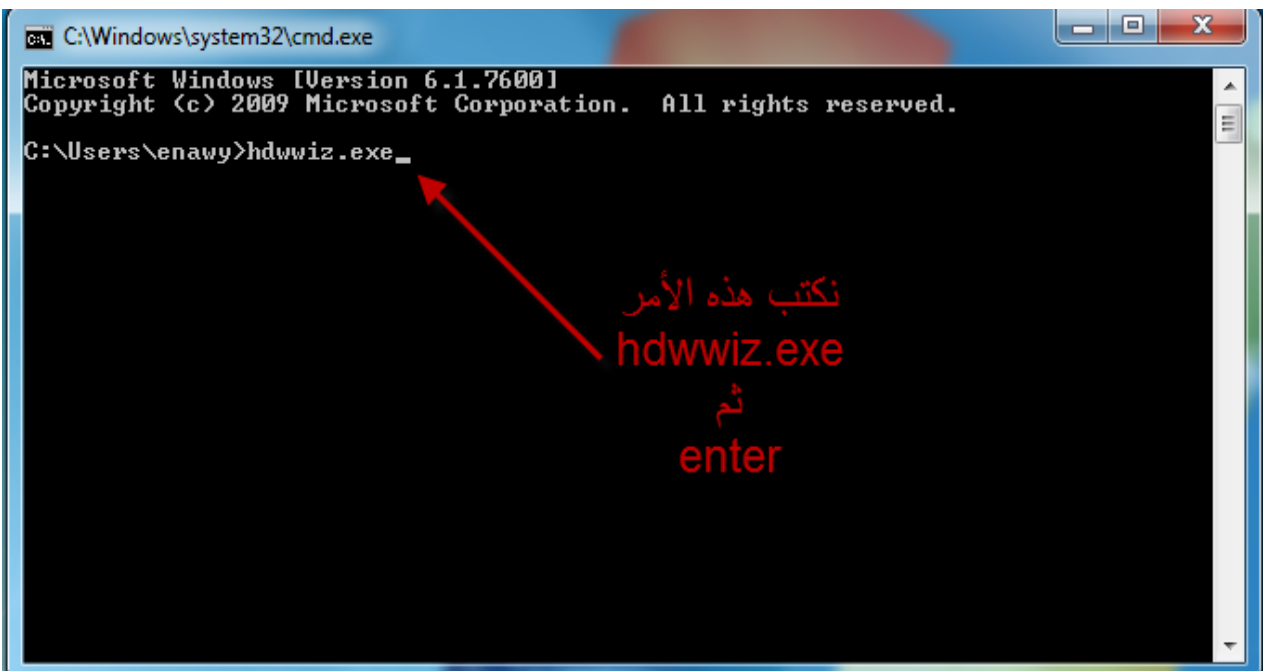 C:\Windows\system32\cmd.exe
Microsoft Windows [Version 6.1.7600]
Copyright (c) 2009 Microsoft Corporation.  All rights reserved.
C:\Users\enawy>hdwwiz.exe_
نكتب هذه الأمر
hdwwiz.exe
ثم
enter